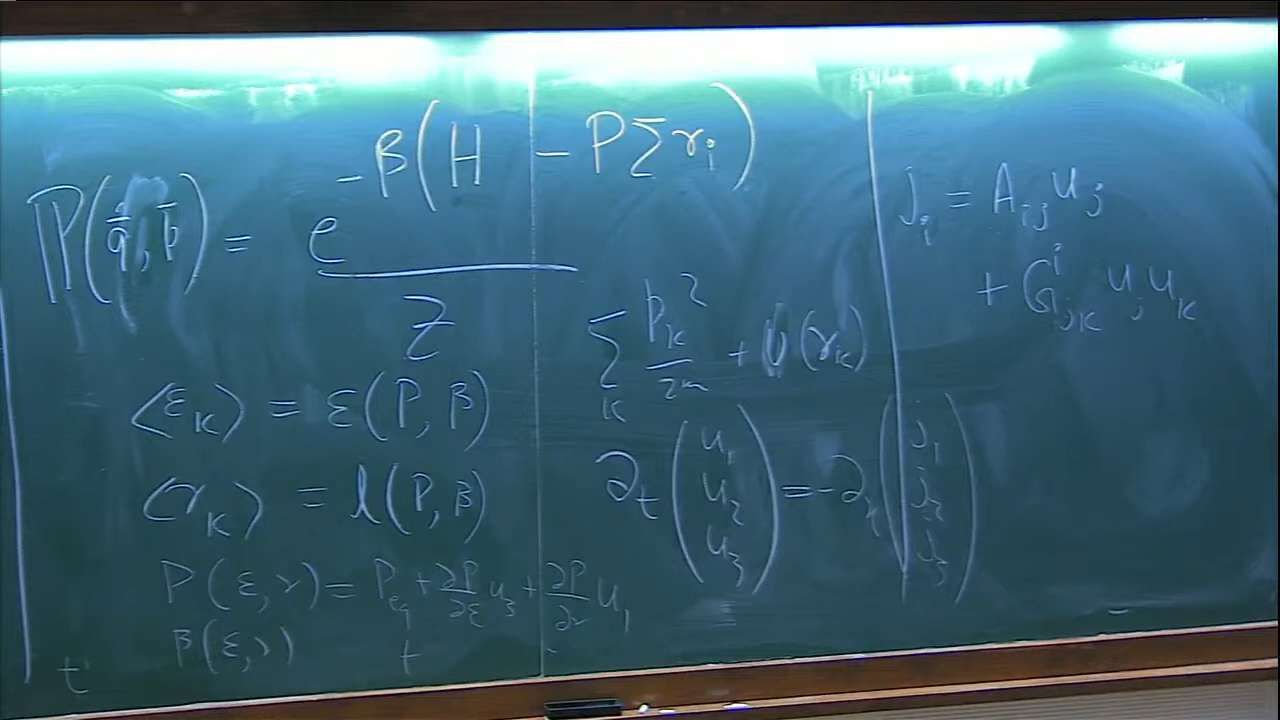 -β(H - PΣr_i)
ℙ(q̄, p̄) = e
Z
Σ_k p_k²/2m + V(r_k)
⟨ε_k⟩ = ε(P, β)
⟨r_k⟩ = l(P, β)
∂_t (u_1 u_2 u_3) = -∂ (j_1 j_2 j_3)
P(ε, r) = P_eq + ∂P/∂ε u_3 + ∂P/∂r u_1
β(ε, r) +
t
j_i = A_ij u_j
+ G^i_jk u_j u_k